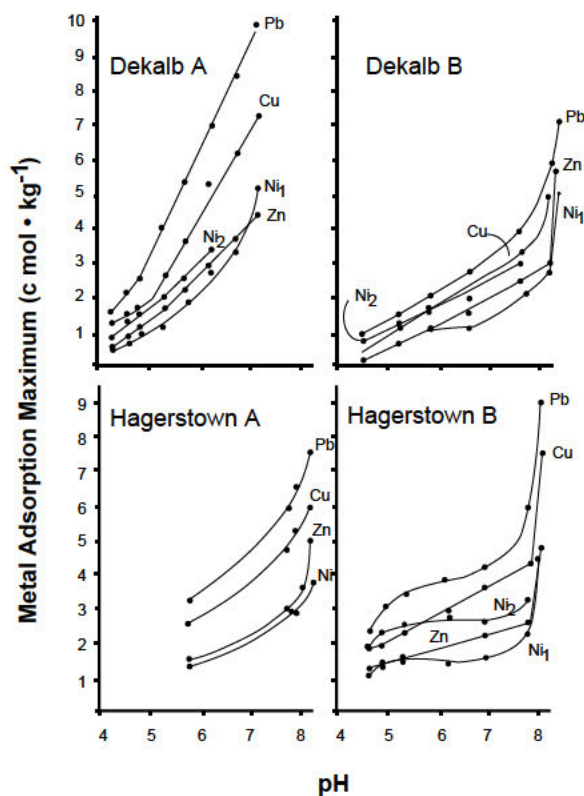 Metal Adsorption Maximum (c mol • kg⁻¹)
10
9
8
7
6
5
4
3
2
1
Dekalb A
Pb
Cu
Ni₁
Zn
Ni₂
Dekalb B
Pb
Zn
Ni₁
Cu
Ni₂
9
8
7
6
5
4
3
2
1
Hagerstown A
Pb
Cu
Zn
Ni
4 5 6 7 8
Hagerstown B
Pb
Cu
Ni₂
Zn
Ni₁
4 5 6 7 8
pH